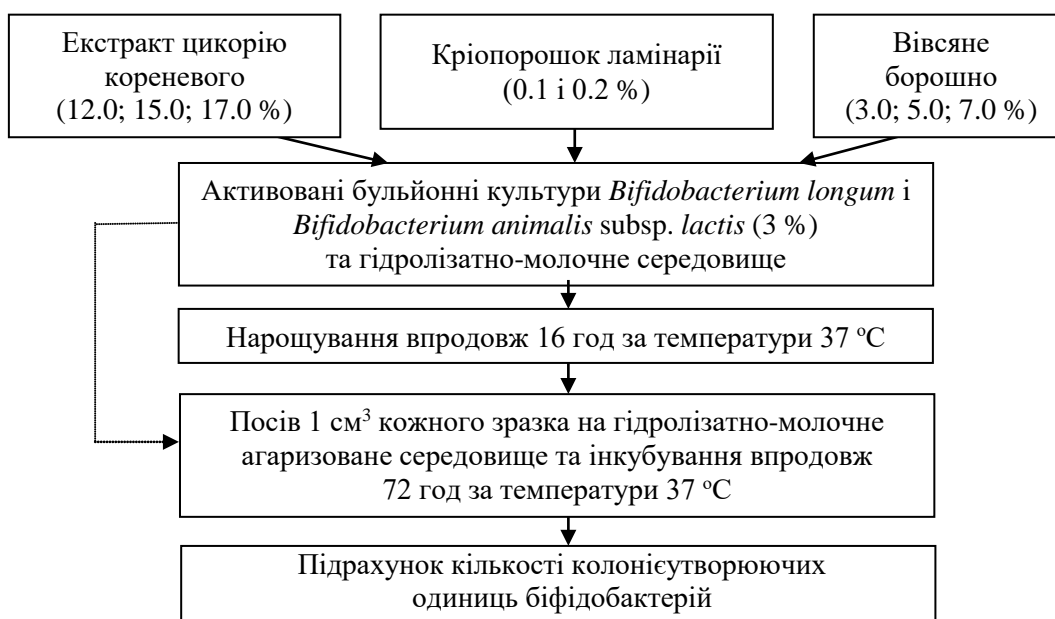 Екстракт цикорію
кореневого
(12.0; 15.0; 17.0 %)
Кріопорошок ламінарії
(0.1 і 0.2 %)
Вівсяне
борошно
(3.0; 5.0; 7.0 %)
Активовані бульйонні культури Bifidobacterium longum і
Bifidobacterium animalis subsp. lactis (3 %)
та гідролізатно-молочне середовище
Нарощування впродовж 16 год за температури 37 ºС
Посів 1 см³ кожного зразка на гідролізатно-молочне
агаризоване середовище та інкубування впродовж
72 год за температури 37 ºС
Підрахунок кількості колонієутворюючих
одиниць біфідобактерій